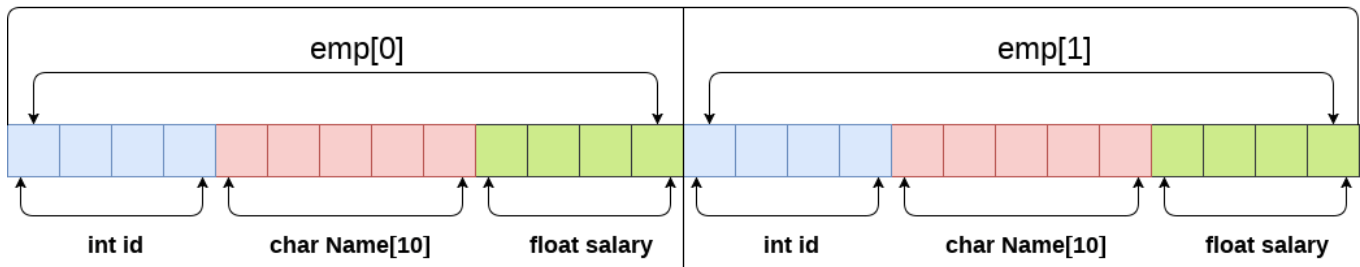 emp[0] emp[1]
int id char Name[10] float salary int id char Name[10] float salary